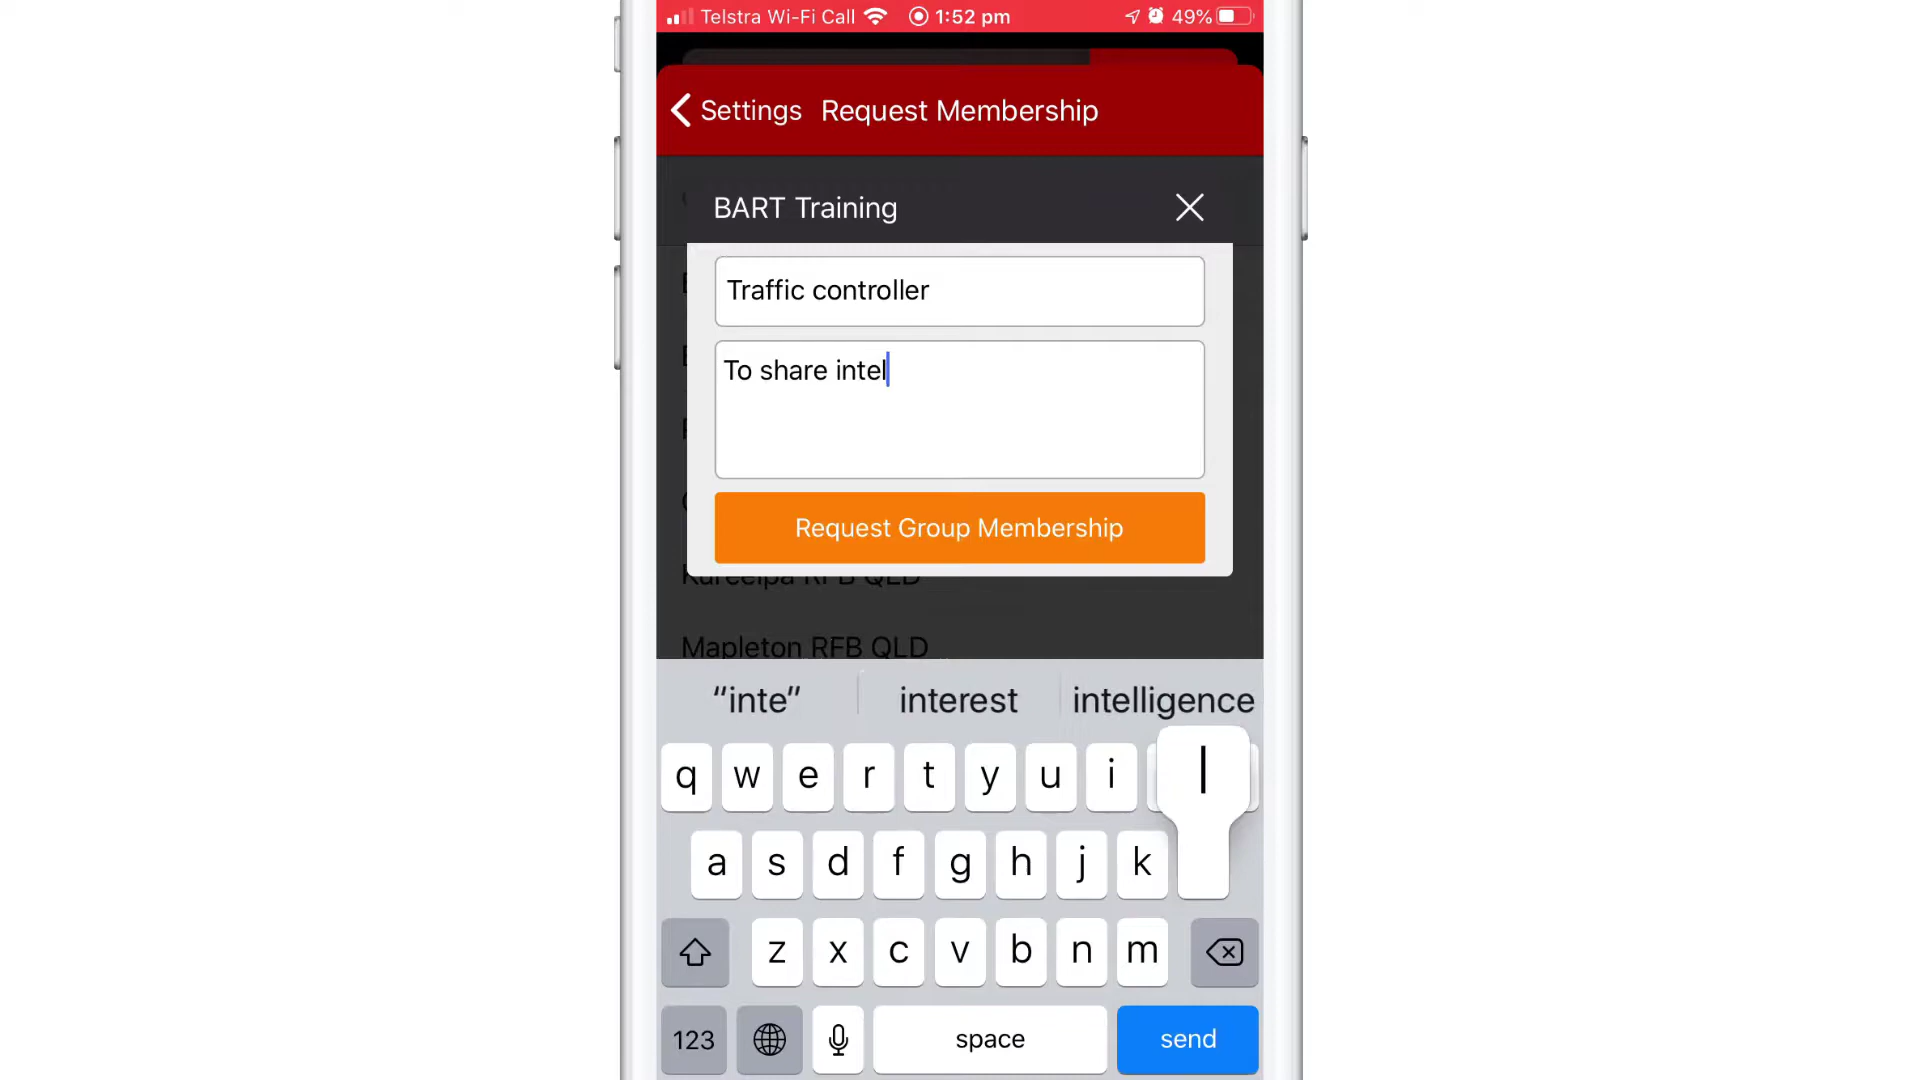 Telstra Wi-Fi Call 1:52 pm 49%
Settings Request Membership
BART Training
Traffic controller
To share intel
Request Group Membership
Kureelpa RFB QLD
Mapleton RFB QLD
“inte” interest intelligence
q w e r t y u i l
a s d f g h j k
z x c v b n m
123 space send